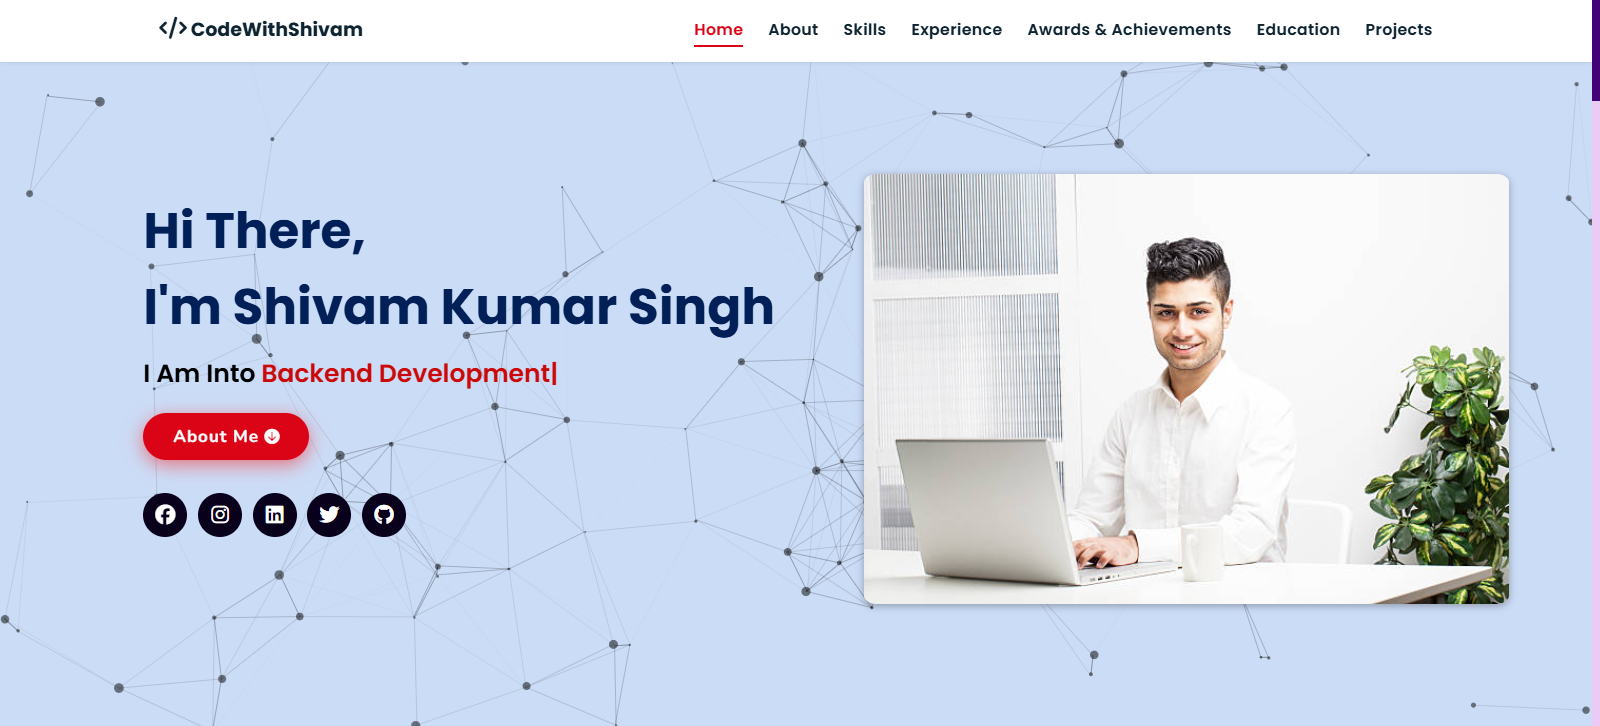 </> CodeWithShivam
Home About Skills Experience Awards & Achievements Education Projects
Hi There,
I'm Shivam Kumar Singh
I Am Into Backend Development|
About Me